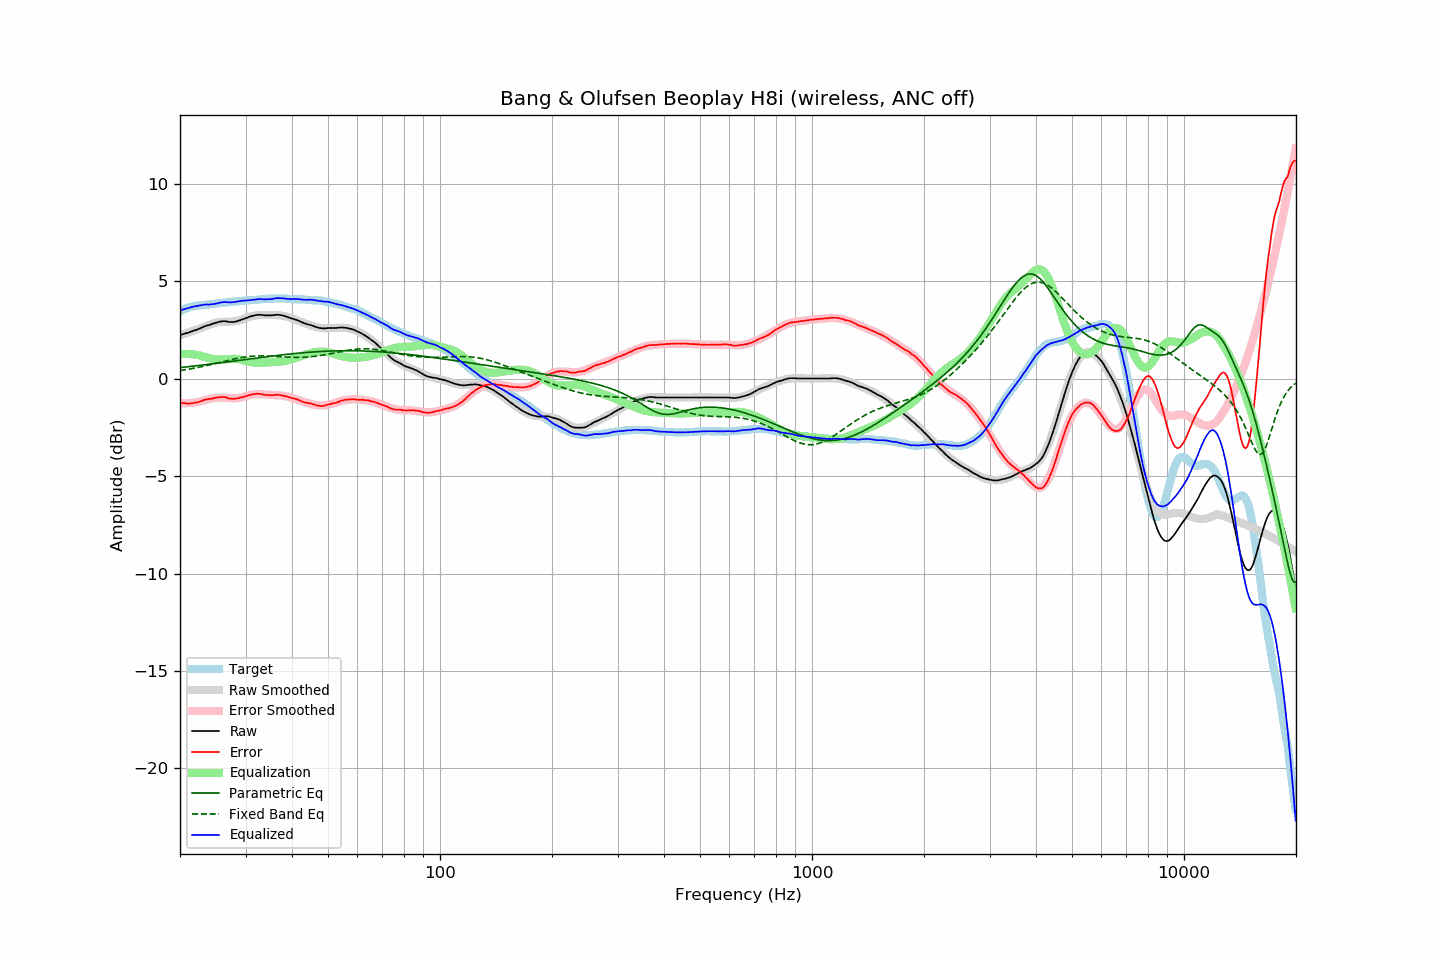 Bang & Olufsen Beoplay H8i (wireless, ANC off)
Amplitude (dBr)
10
5
0
−5
−10
−15
−20
Target
Raw Smoothed
Error Smoothed
Raw
Error
Equalization
Parametric Eq
Fixed Band Eq
Equalized
100
1000
10000
Frequency (Hz)